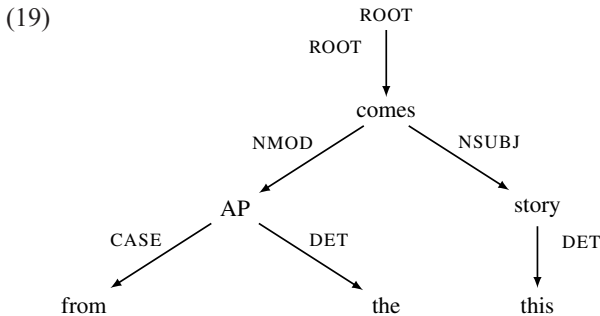 (19)
ROOT
ROOT
comes
NMOD
NSUBJ
AP
story
CASE
DET
DET
from
the
this